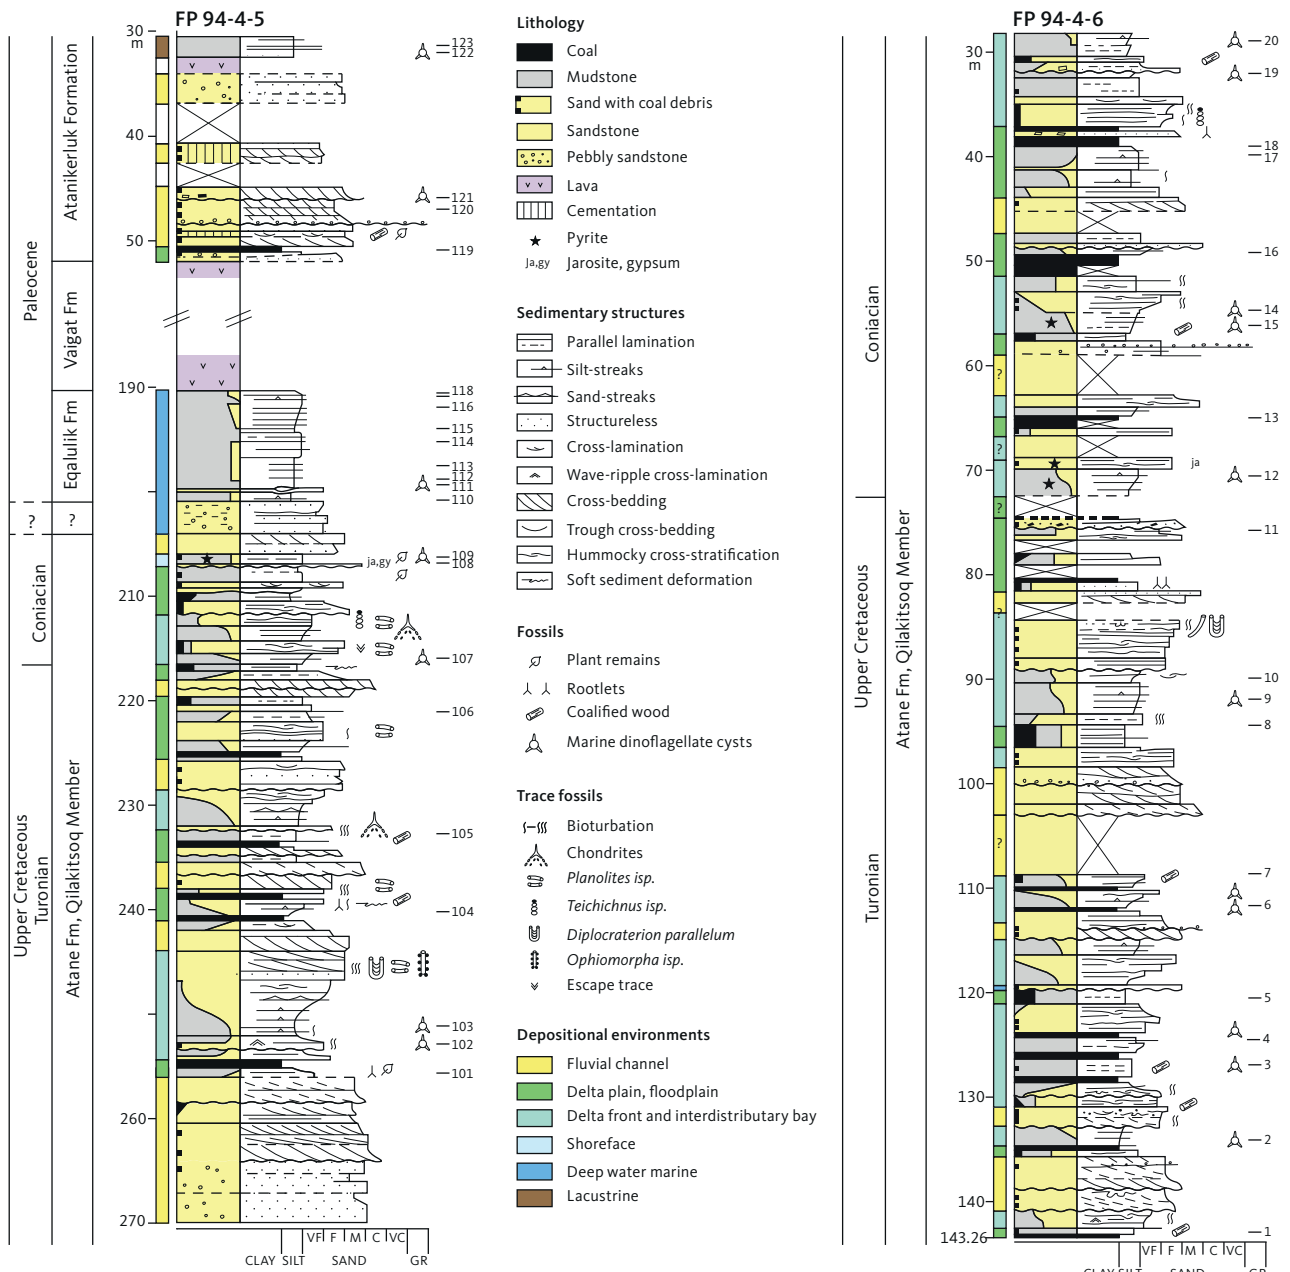 FP 94-4-5
30
m
40
50
190
210
220
230
240
260
270
Paleocene
Atanikerluk Formation
Vaigat Fm
Eqalulik Fm
?
?
Coniacian
Upper Cretaceous
Turonian
Atane Fm, Qilakitsoq Member
123
122
121
120
119
118
116
115
114
113
112
111
110
ja,gy
109
108
107
106
105
104
103
102
101
VF
F
M
C
VC
CLAY
SILT
SAND
GR
Lithology
Coal
Mudstone
Sand with coal debris
Sandstone
Pebbly sandstone
Lava
Cementation
Pyrite
Ja,gy
Jarosite, gypsum
Sedimentary structures
Parallel lamination
Silt-streaks
Sand-streaks
Structureless
Cross-lamination
Wave-ripple cross-lamination
Cross-bedding
Trough cross-bedding
Hummocky cross-stratification
Soft sediment deformation
Fossils
Plant remains
Rootlets
Coalified wood
Marine dinoflagellate cysts
Trace fossils
Bioturbation
Chondrites
Planolites isp.
Teichichnus isp.
Diplocraterion parallelum
Ophiomorpha isp.
Escape trace
Depositional environments
Fluvial channel
Delta plain, floodplain
Delta front and interdistributary bay
Shoreface
Deep water marine
Lacustrine
FP 94-4-6
30
m
40
50
60
70
80
90
100
110
120
130
140
143.26
Coniacian
Upper Cretaceous
Turonian
Atane Fm, Qilakitsoq Member
?
?
?
?
?
ja
20
19
18
17
16
14
15
13
12
11
10
9
8
7
6
5
4
3
2
1
VF
F
M
C
VC
CLAY
SILT
SAND
GR